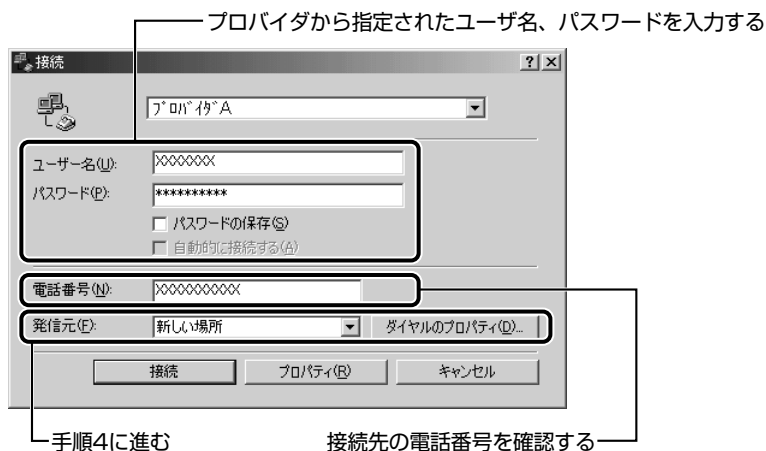 プロバイダから指定されたユーザ名、パスワードを入力する
接続
プロバイダA
ユーザー名(U): XXXXXXX
パスワード(P): **********
パスワードの保存(S)
自動的に接続する(A)
電話番号(N): XXXXXXXXXX
発信元(F): 新しい場所 ダイヤルのプロパティ(D)...
接続 プロパティ(R) キャンセル
手順4に進む 接続先の電話番号を確認する